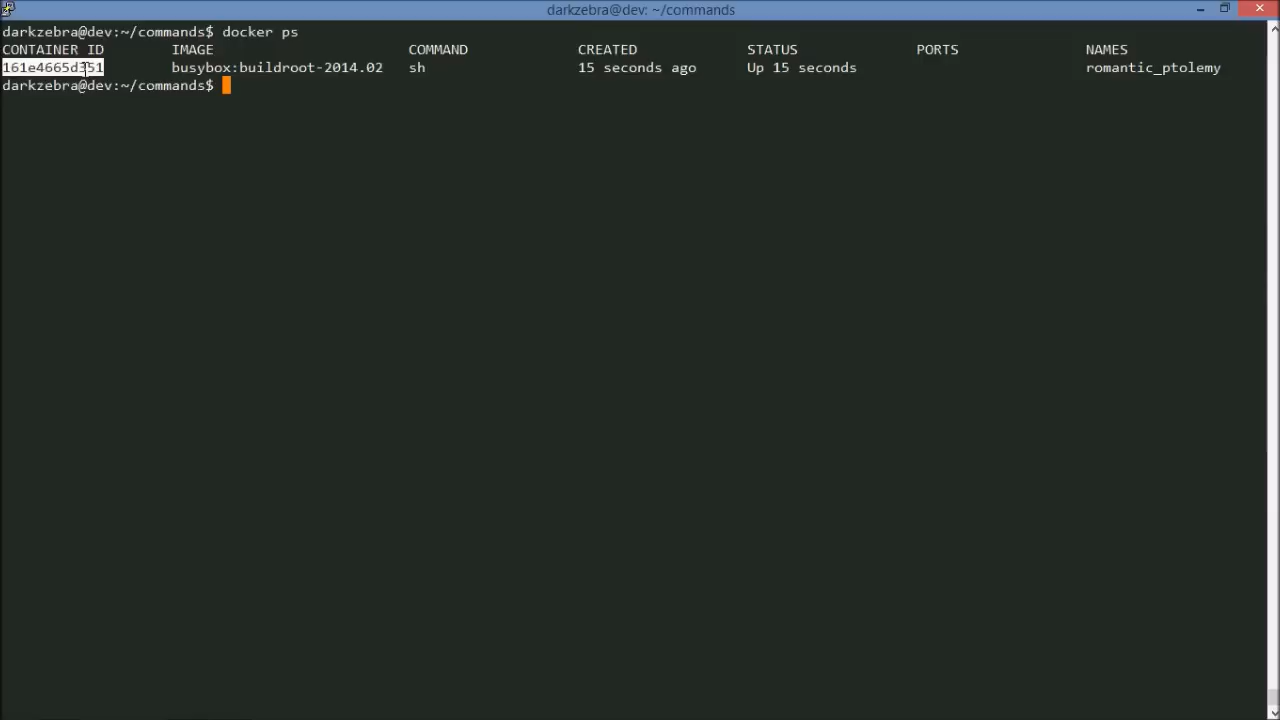 darkzebra@dev: ~/commands
darkzebra@dev:~/commands$ docker ps
CONTAINER ID        IMAGE                      COMMAND             CREATED             STATUS              PORTS               NAMES
161e4665d351        busybox:buildroot-2014.02   sh                  15 seconds ago      Up 15 seconds                           romantic_ptolemy
darkzebra@dev:~/commands$